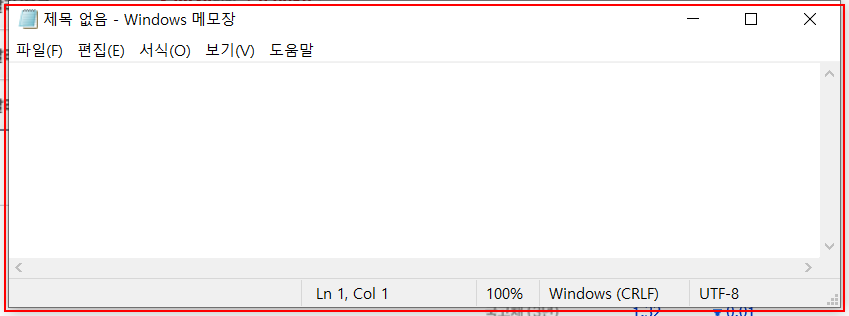 제목 없음 - Windows 메모장
파일(F) 편집(E) 서식(O) 보기(V) 도움말
Ln 1, Col 1 100% Windows (CRLF) UTF-8